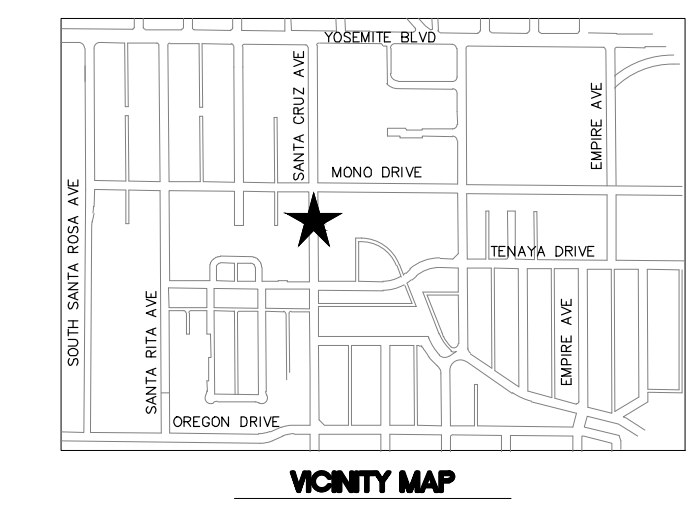 YOSEMITE BLVD
SANTA CRUZ AVE
EMPIRE AVE
MONO DRIVE
SOUTH SANTA ROSA AVE
TENAYA DRIVE
SANTA RITA AVE
EMPIRE AVE
OREGON DRIVE
VICINITY MAP